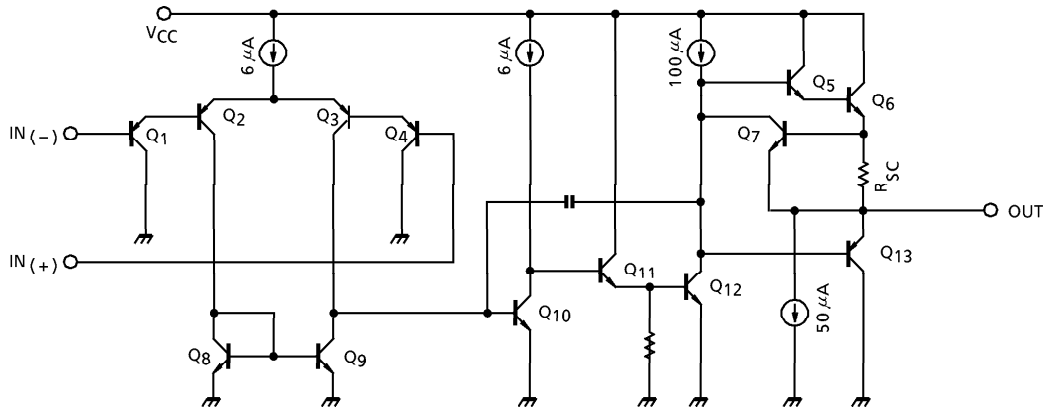 VCC
6 μA
6 μA
100 μA
Q5
Q6
Q2
Q3
Q4
Q7
IN(−)
Q1
RSC
OUT
IN(+)
Q11
Q13
Q12
Q10
50 μA
Q8
Q9